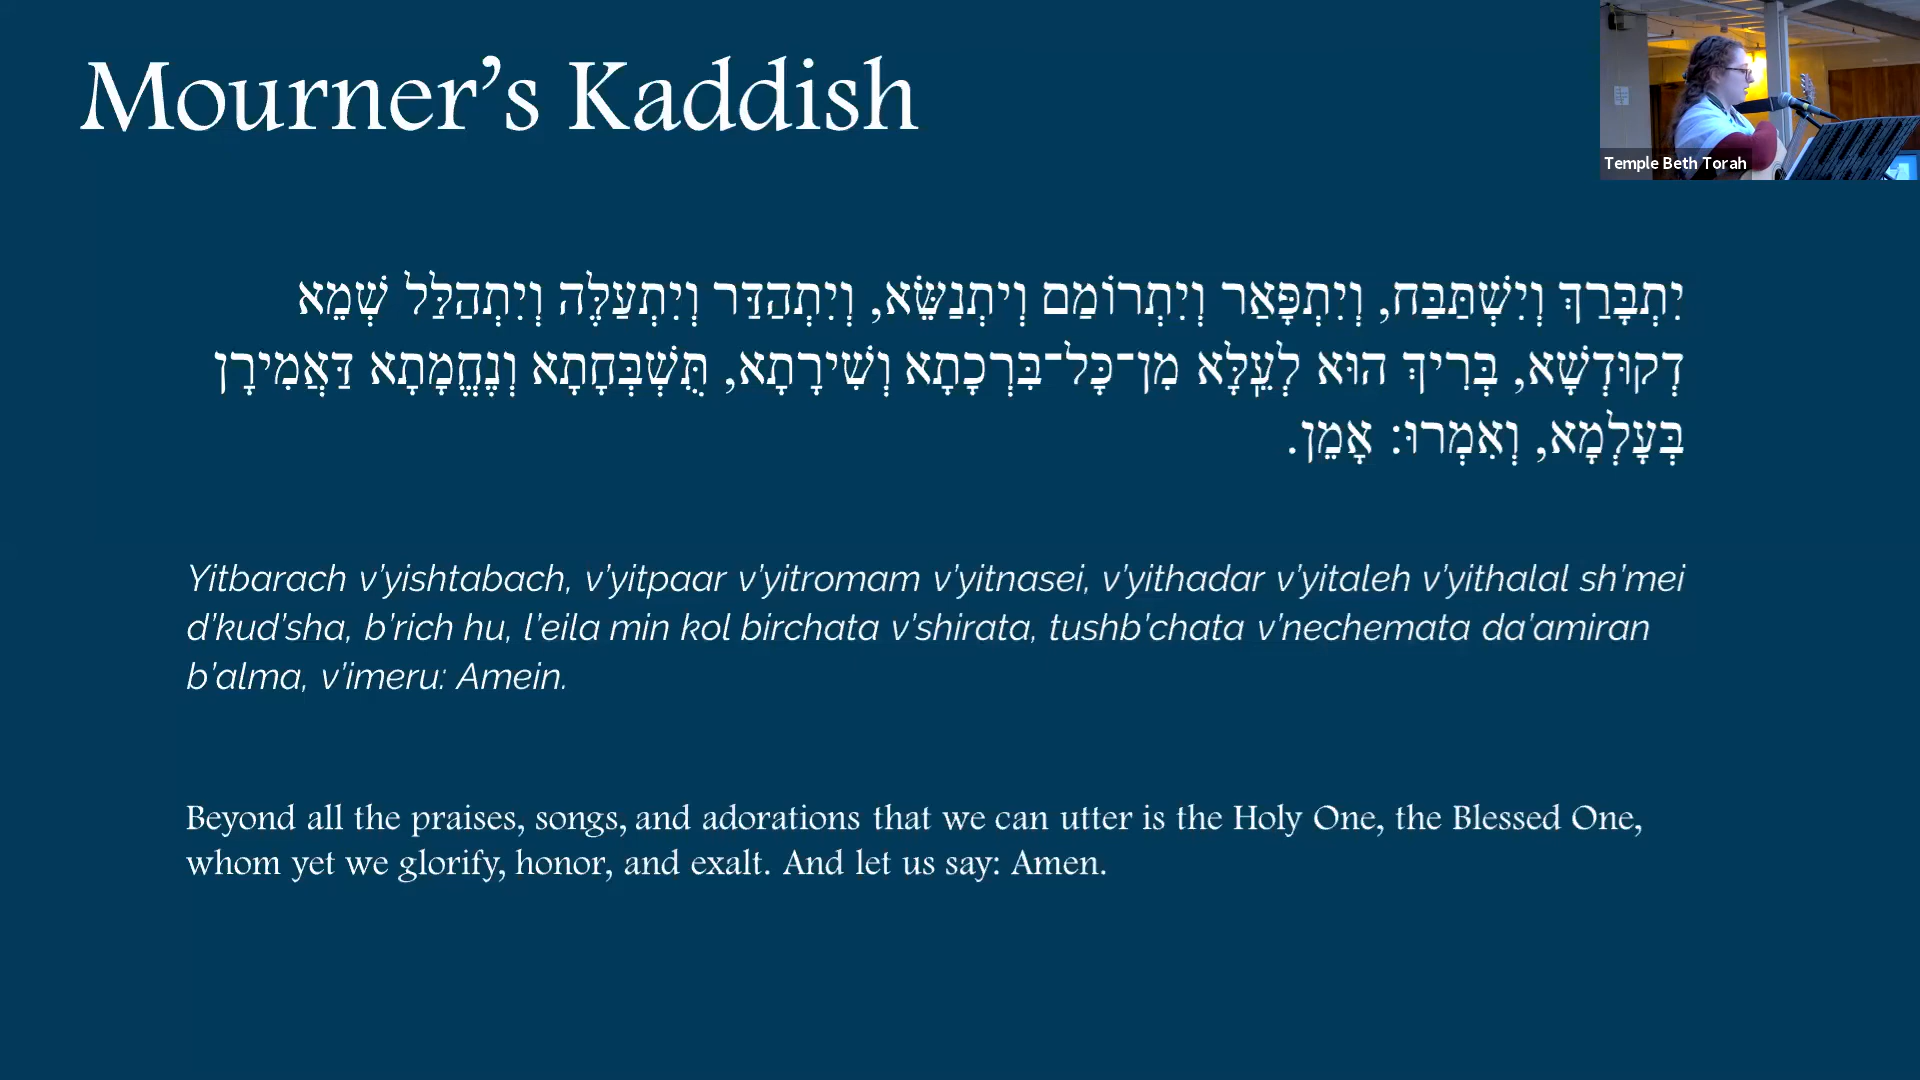 Mourner’s Kaddish
Temple Beth Torah
יִתְבָּרַךְ וְיִשְׁתַּבַּח, וְיִתְפָּאַר וְיִתְרוֹמַם וְיִתְנַשֵּׂא, וְיִתְהַדַּר וְיִתְעַלֶּה וְיִתְהַלַּל שְׁמֵא
דְקוּדְשָׁא, בְּרִיךְ הוּא לְעֵֽלָּא מִן־כׇּל־בִּרְכָתָא וְשִׁירָתָא, תֻּשְׁבְּחָתָא וְנֶחֱמָתָא דַּאֲמִירָן
בְּעָלְמָא, וְאִמְרוּ: אָמֵן.
Yitbarach v’yishtabach, v’yitpaar v’yitromam v’yitnasei, v’yithadar v’yitaleh v’yithalal sh’mei
d’kud’sha, b’rich hu, l’eila min kol birchata v’shirata, tushb’chata v’nechemata da’amiran
b’alma, v’imeru: Amein.
Beyond all the praises, songs, and adorations that we can utter is the Holy One, the Blessed One,
whom yet we glorify, honor, and exalt. And let us say: Amen.